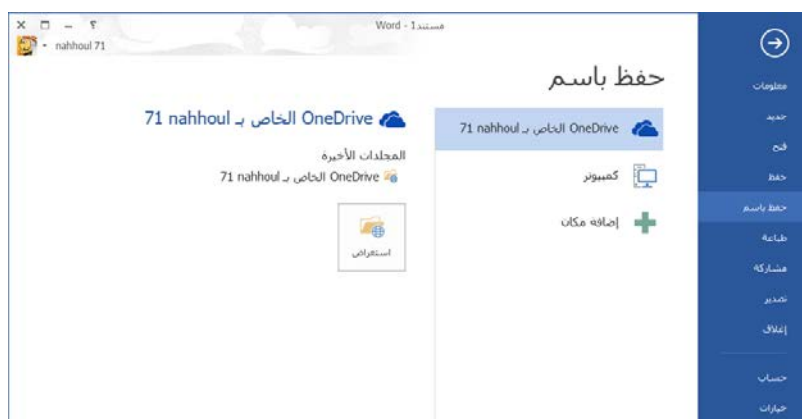 مستند1 - Word
؟
nahhoul 71
معلومات
جديد
فتح
حفظ
حفظ باسم
طباعة
مشاركة
تصدير
إغلاق
حساب
خيارات
حفظ باسم
OneDrive الخاص بـ nahhoul 71
كمبيوتر
إضافة مكان
OneDrive الخاص بـ nahhoul 71
المجلدات الأخيرة
OneDrive الخاص بـ nahhoul 71
استعراض